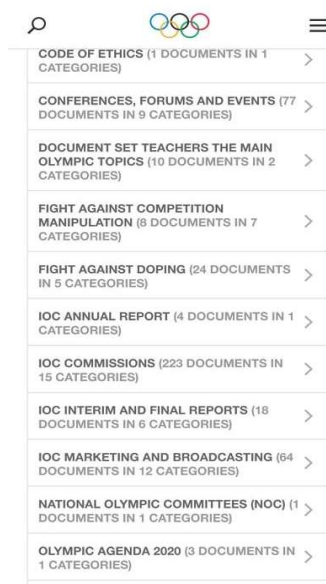 CODE OF ETHICS (1 DOCUMENTS IN 1
CATEGORIES)
CONFERENCES, FORUMS AND EVENTS (77
DOCUMENTS IN 9 CATEGORIES)
DOCUMENT SET TEACHERS THE MAIN
OLYMPIC TOPICS (10 DOCUMENTS IN 2
CATEGORIES)
FIGHT AGAINST COMPETITION
MANIPULATION (8 DOCUMENTS IN 7
CATEGORIES)
FIGHT AGAINST DOPING (24 DOCUMENTS
IN 5 CATEGORIES)
IOC ANNUAL REPORT (4 DOCUMENTS IN 1
CATEGORIES)
IOC COMMISSIONS (223 DOCUMENTS IN
15 CATEGORIES)
IOC INTERIM AND FINAL REPORTS (18
DOCUMENTS IN 6 CATEGORIES)
IOC MARKETING AND BROADCASTING (64
DOCUMENTS IN 12 CATEGORIES)
NATIONAL OLYMPIC COMMITTEES (NOC) (1
DOCUMENTS IN 1 CATEGORIES)
OLYMPIC AGENDA 2020 (3 DOCUMENTS IN
1 CATEGORIES)